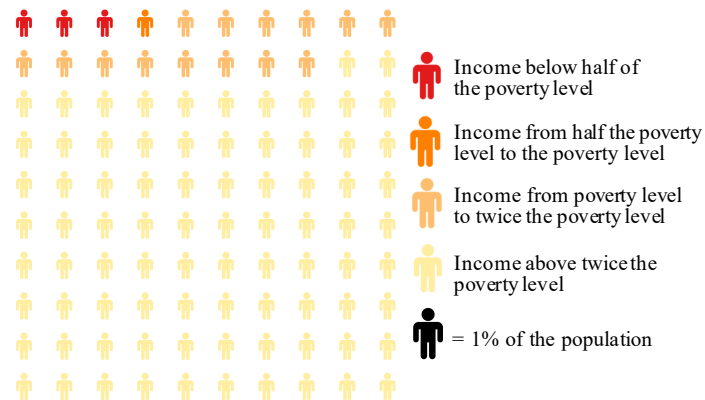 Income below half of
the poverty level
Income from half the poverty
level to the poverty level
Income from poverty level
to twice the poverty level
Income above twice the
poverty level
= 1% of the population